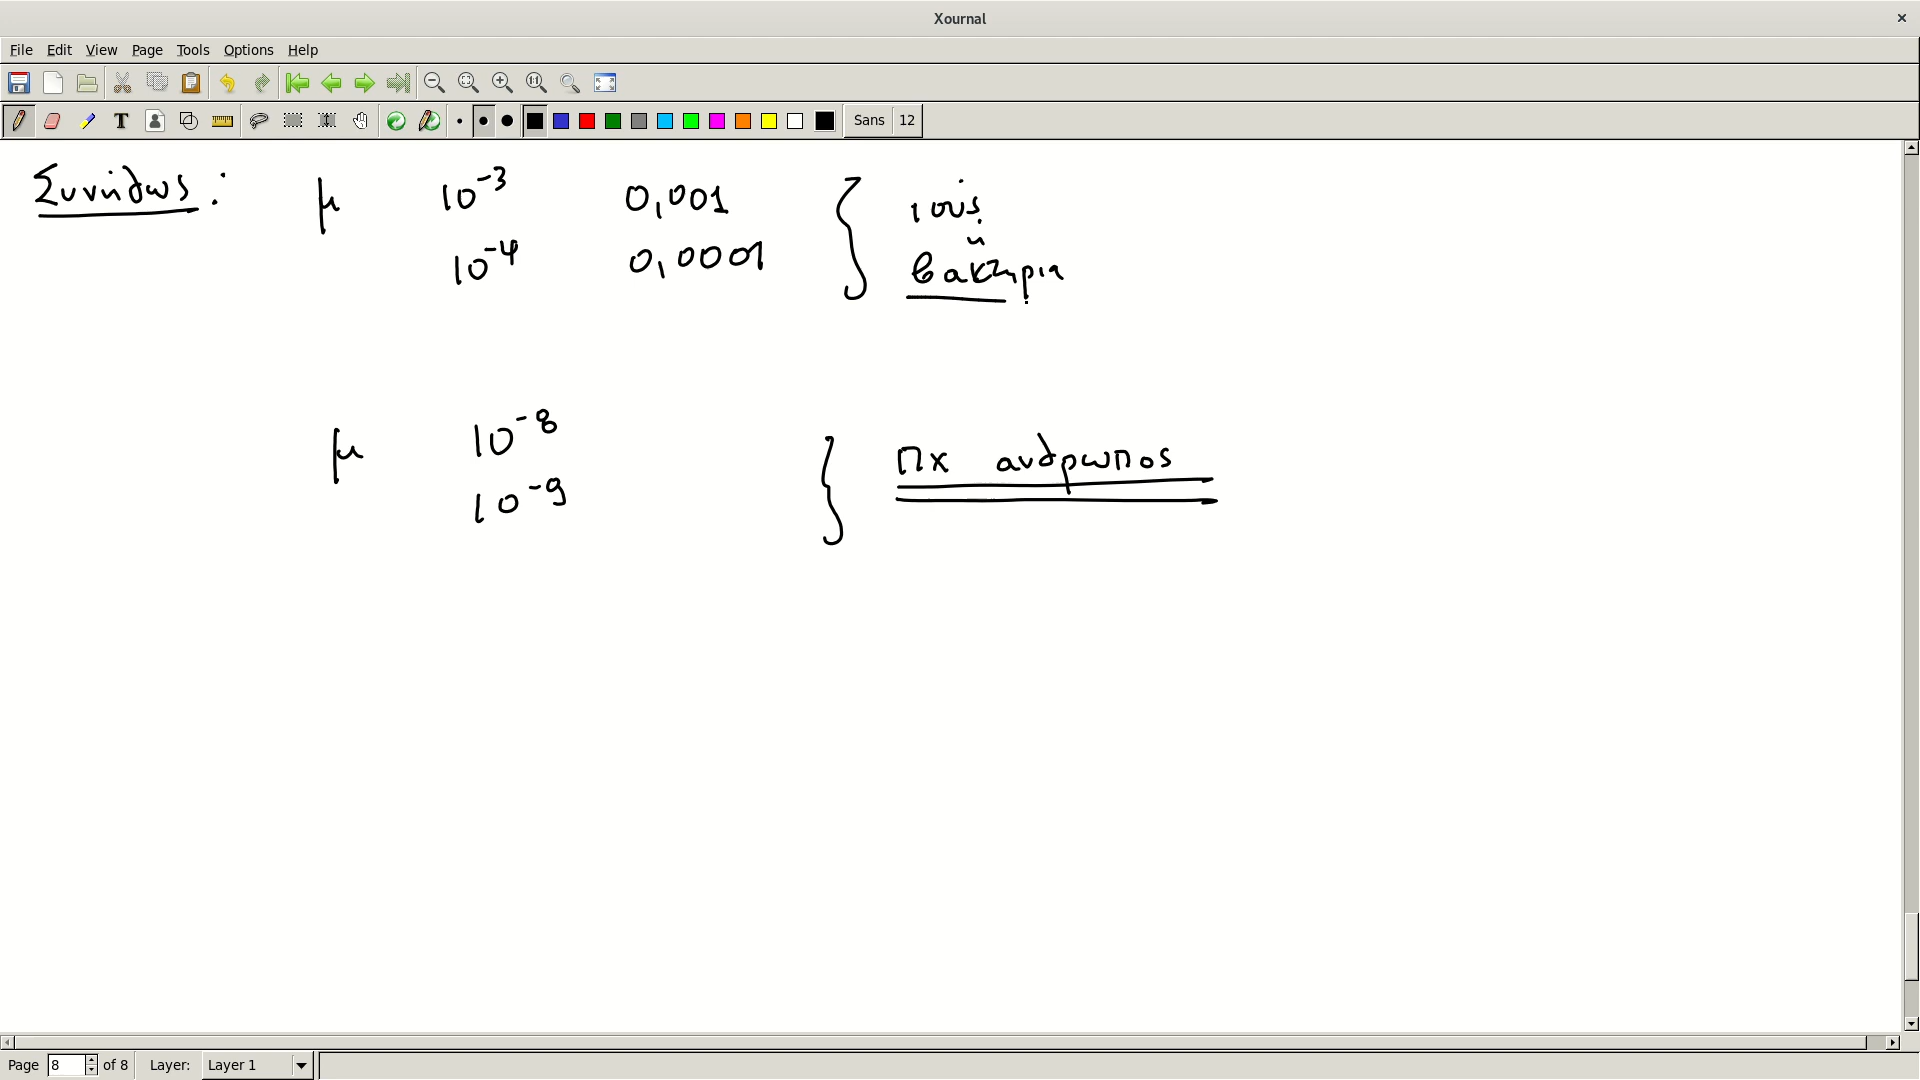 Xournal
File Edit View Page Tools Options Help
Sans 12
Συνήθως : μ 10⁻³ 0,001 { ιούς
ή
10⁻⁴ 0,0001 βακτηρια
μ 10⁻⁸ } πχ ανθρωπος
10⁻⁹
Page 8 of 8 Layer: Layer 1